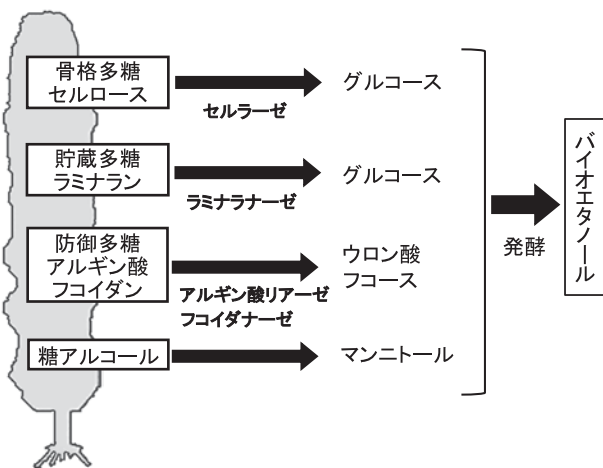 骨格多糖
セルロース
セルラーゼ
グルコース
貯蔵多糖
ラミナラン
ラミナラナーゼ
グルコース
防御多糖
アルギン酸
フコイダン
アルギン酸リアーゼ
フコイダナーゼ
ウロン酸
フコース
糖アルコール
マンニトール
発酵
バイオエタノール